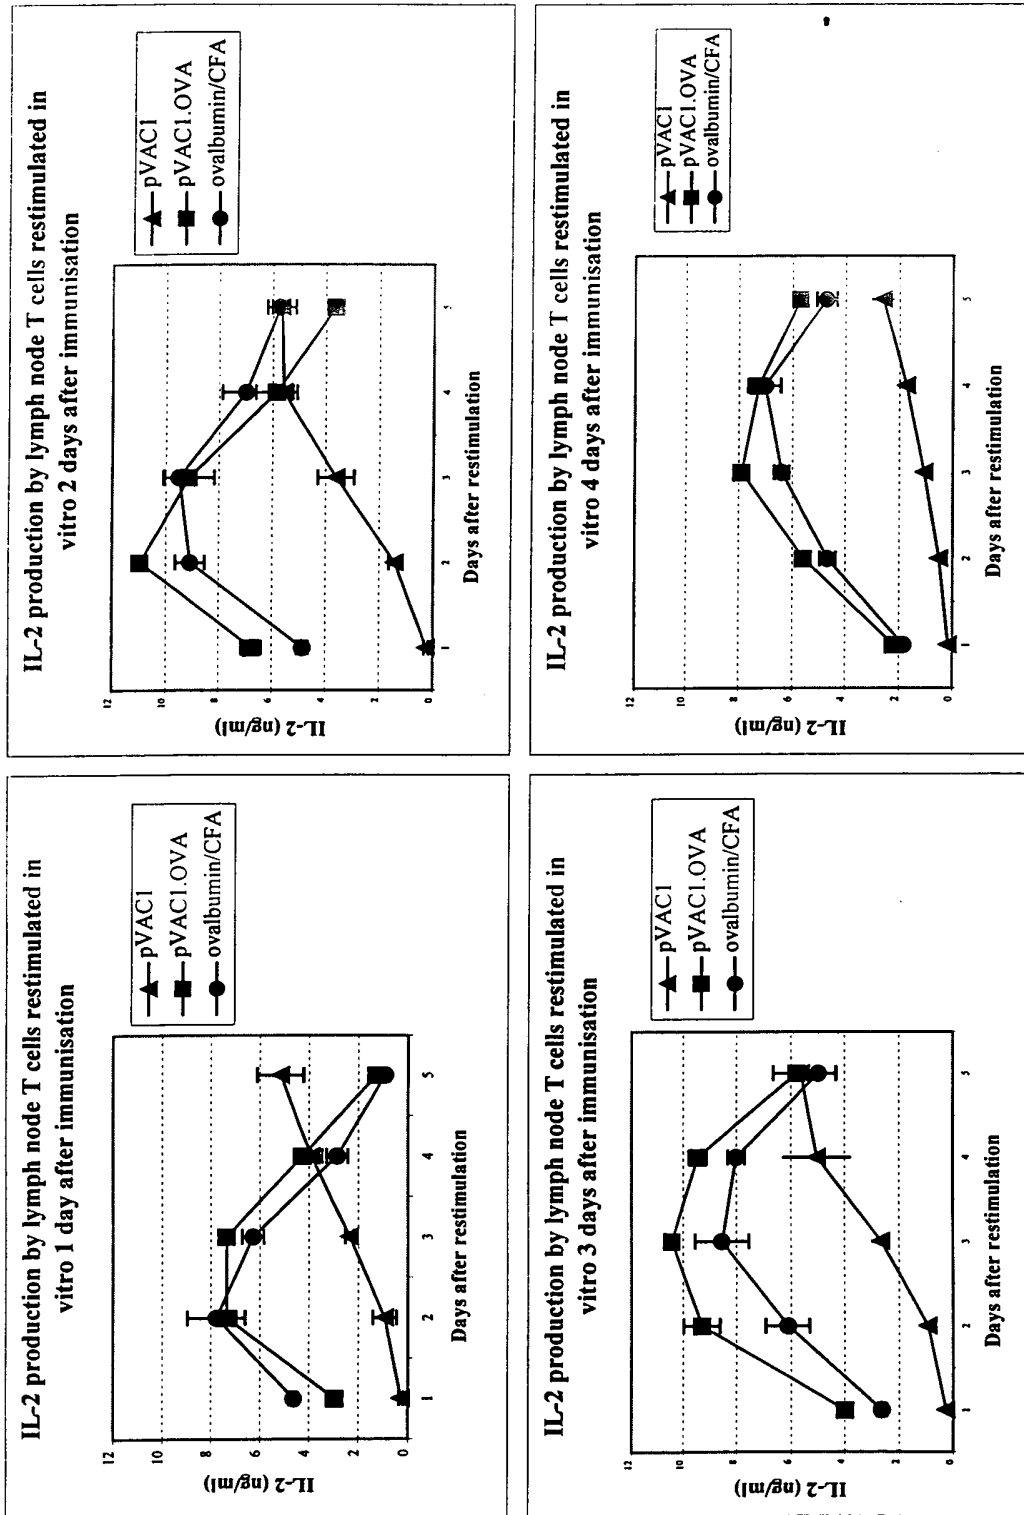 IL-2 production by lymph node T cells restimulated in
vitro 1 day after immunisation
12
10
8
6
4
2
0
IL-2 (ng/ml)
1 2 3 4 5
Days after restimulation
pVAC1
pVAC1.OVA
ovalbumin/CFA
IL-2 production by lymph node T cells restimulated in
vitro 2 days after immunisation
12
10
8
6
4
2
0
IL-2 (ng/ml)
1 2 3 4 5
Days after restimulation
pVAC1
pVAC1.OVA
ovalbumin/CFA
IL-2 production by lymph node T cells restimulated in
vitro 3 days after immunisation
12
10
8
6
4
2
0
IL-2 (ng/ml)
1 2 3 4 5
Days after restimulation
pVAC1
pVAC1.OVA
ovalbumin/CFA
IL-2 production by lymph node T cells restimulated in
vitro 4 days after immunisation
12
10
8
6
4
2
0
IL-2 (ng/ml)
1 2 3 4 5
Days after restimulation
pVAC1
pVAC1.OVA
ovalbumin/CFA